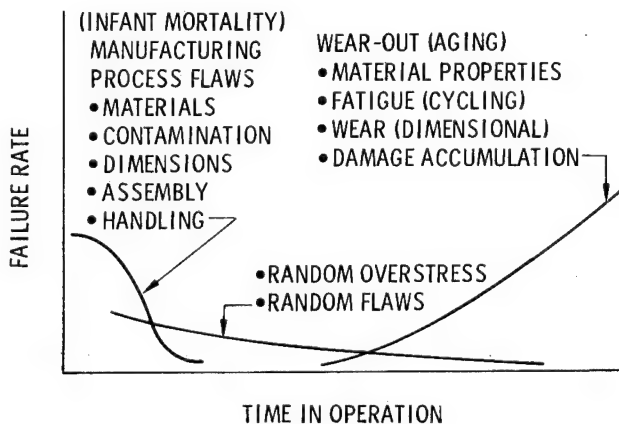 (INFANT MORTALITY)
MANUFACTURING
PROCESS FLAWS
•MATERIALS
•CONTAMINATION
•DIMENSIONS
•ASSEMBLY
•HANDLING
WEAR-OUT (AGING)
•MATERIAL PROPERTIES
•FATIGUE (CYCLING)
•WEAR (DIMENSIONAL)
•DAMAGE ACCUMULATION
•RANDOM OVERSTRESS
•RANDOM FLAWS
FAILURE RATE
TIME IN OPERATION